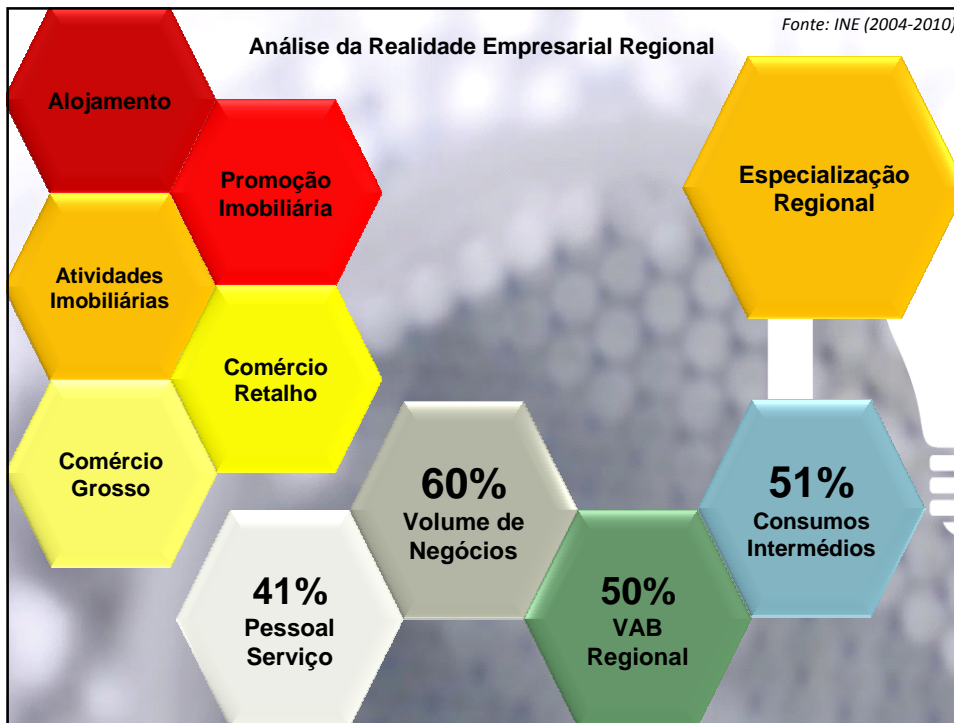 Fonte: INE (2004-2010)
Análise da Realidade Empresarial Regional
Alojamento
Promoção
Imobiliária
Especialização
Regional
Atividades
Imobiliárias
Comércio
Retalho
Comércio
Grosso
60%
Volume de
Negócios
51%
Consumos
Intermédios
41%
Pessoal
Serviço
50%
VAB
Regional